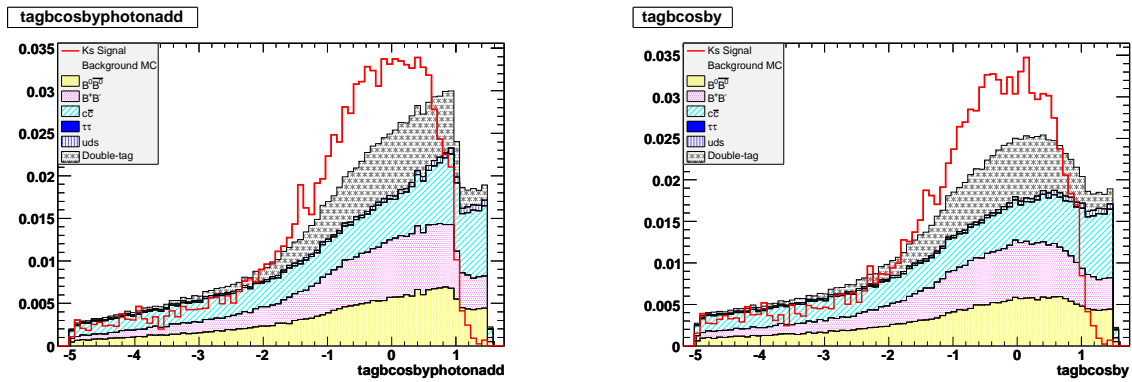 tagbcosbyphotonadd
0.035
0.03
0.025
0.02
0.015
0.01
0.005
0
Ks Signal
Background MC
B⁰B̅⁰
B⁺B⁻
cc̅
ττ
uds
Double-tag
-5 -4 -3 -2 -1 0 1
tagbcosbyphotonadd
tagbcosby
0.035
0.03
0.025
0.02
0.015
0.01
0.005
0
Ks Signal
Background MC
B⁰B̅⁰
B⁺B⁻
cc̅
ττ
uds
Double-tag
-5 -4 -3 -2 -1 0 1
tagbcosby